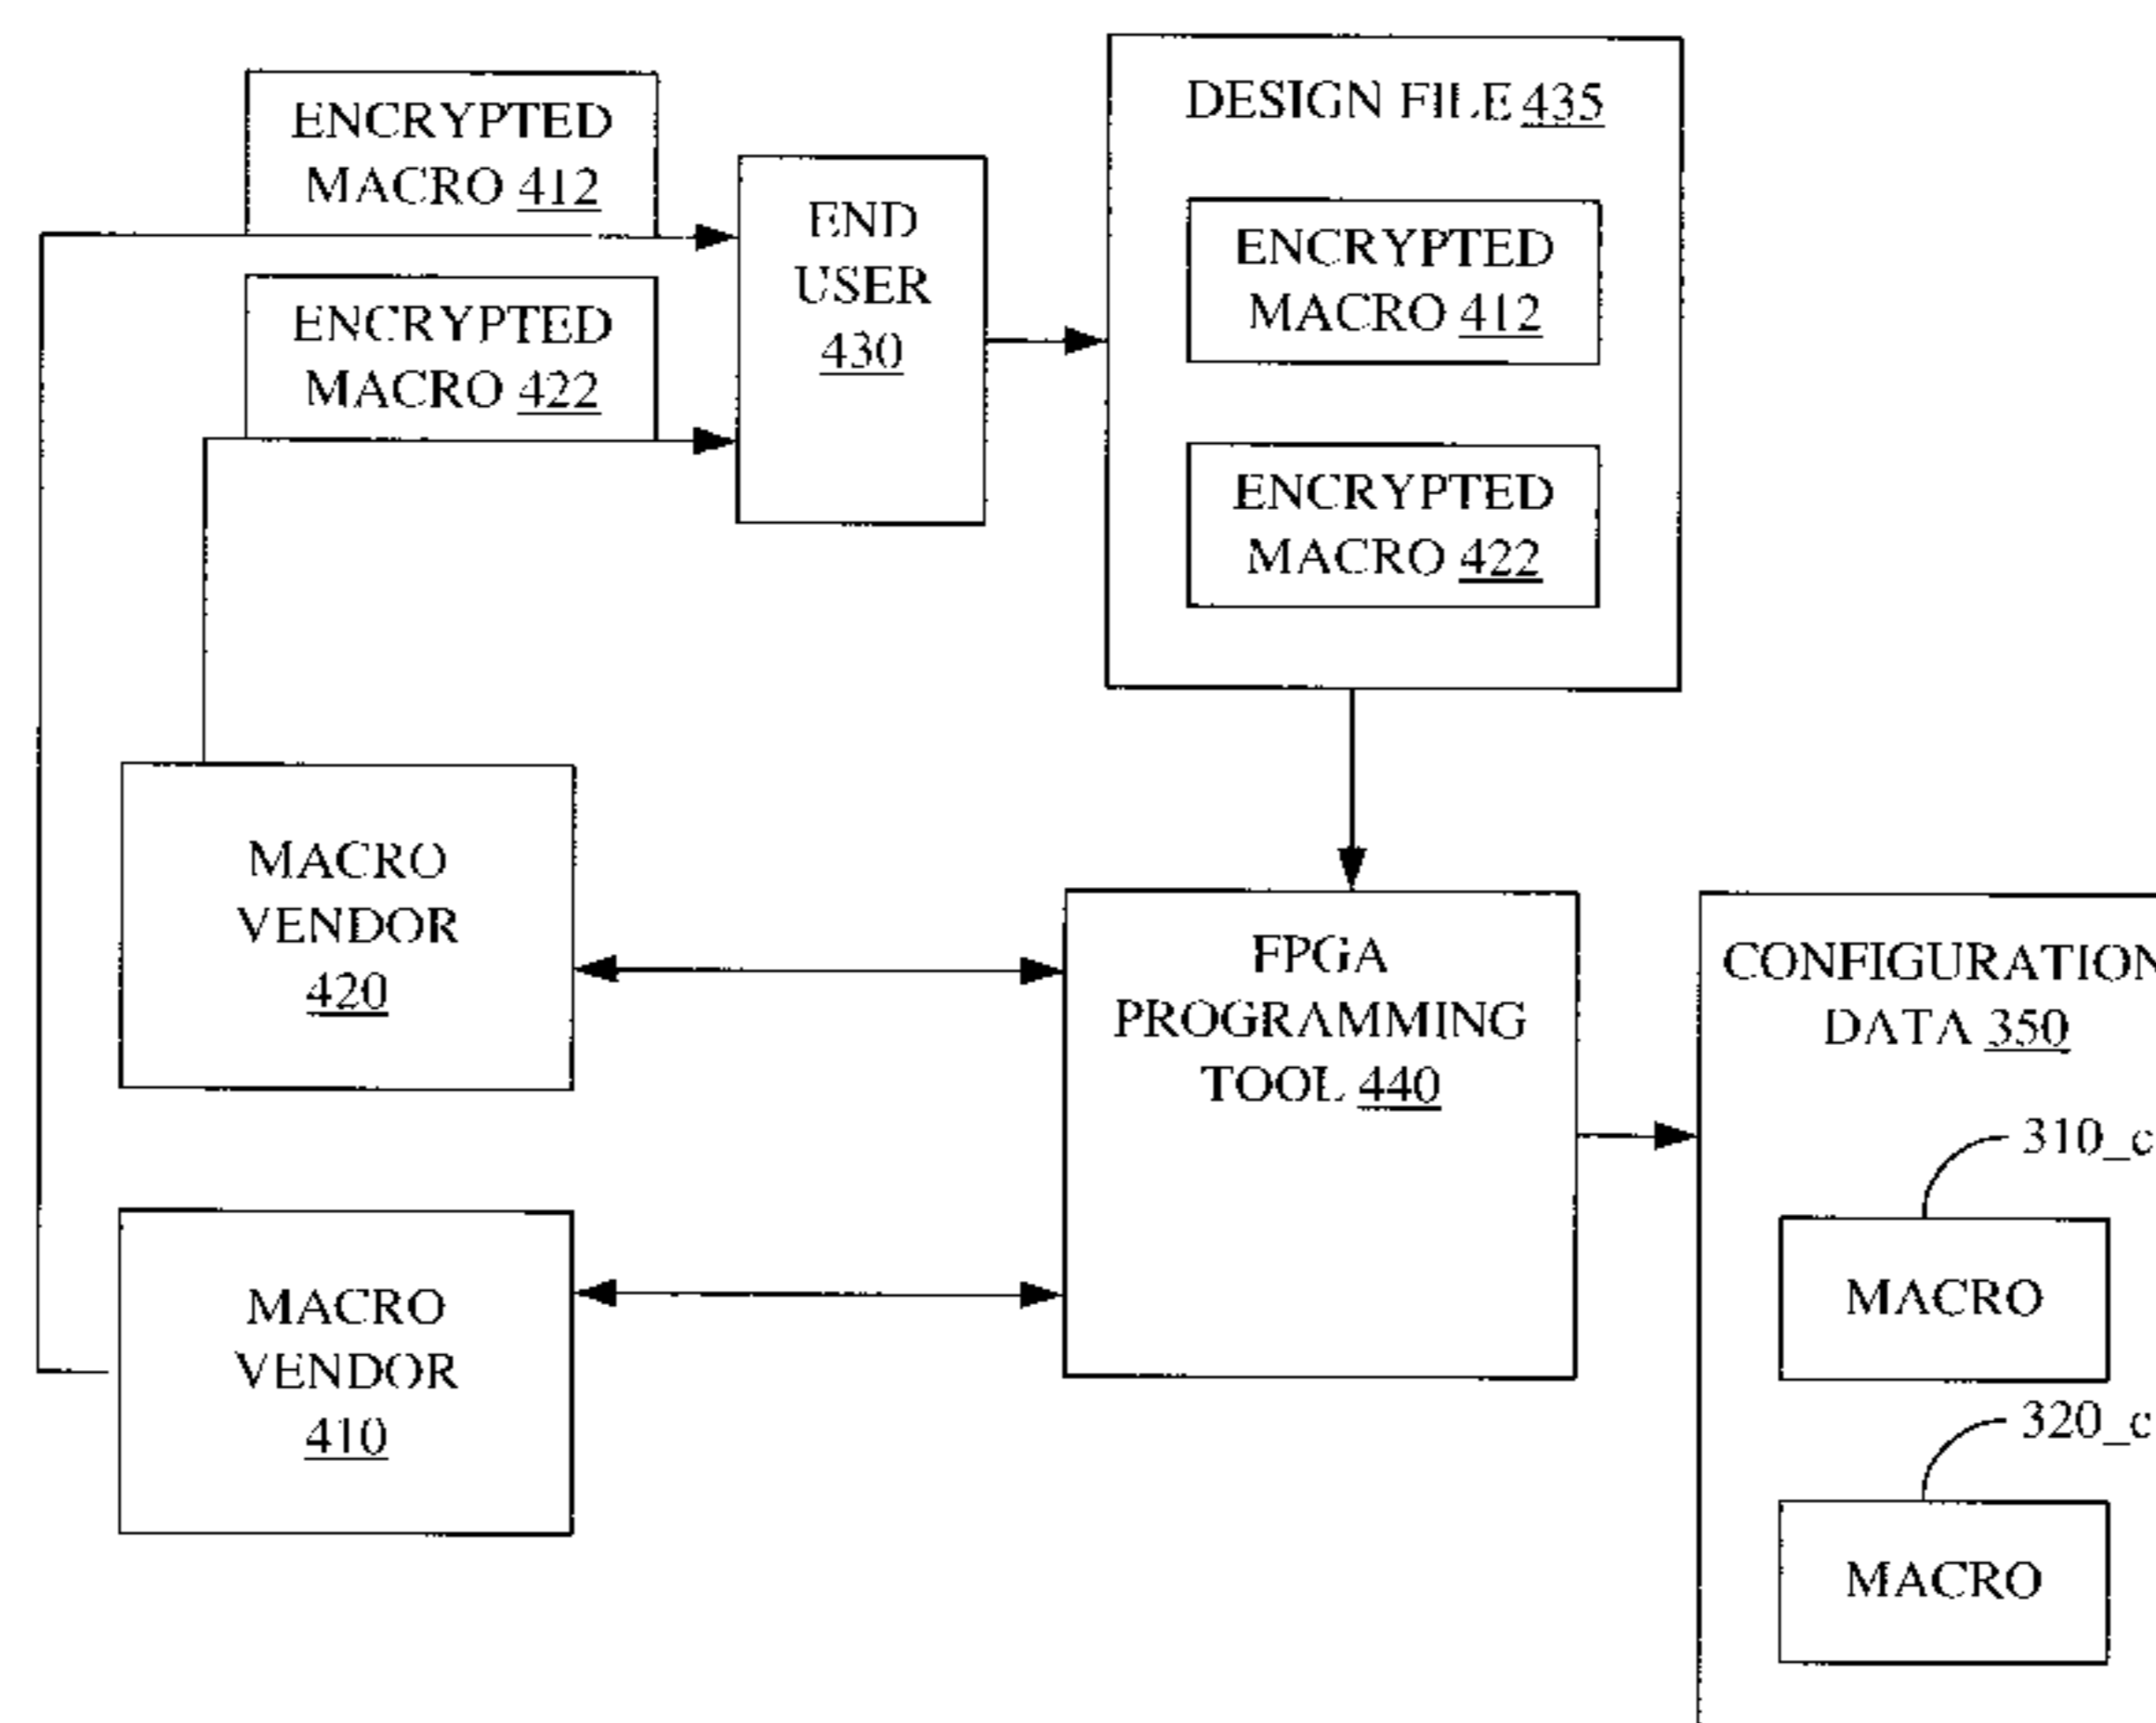 ENCRYPTED
MACRO 412
ENCRYPTED
MACRO 422
END
USER
430
DESIGN FILE 435
ENCRYPTED
MACRO 412
ENCRYPTED
MACRO 422
MACRO
VENDOR
420
MACRO
VENDOR
410
FPGA
PROGRAMMING
TOOL 440
CONFIGURATION
DATA 350
310_c
MACRO
320_c
MACRO